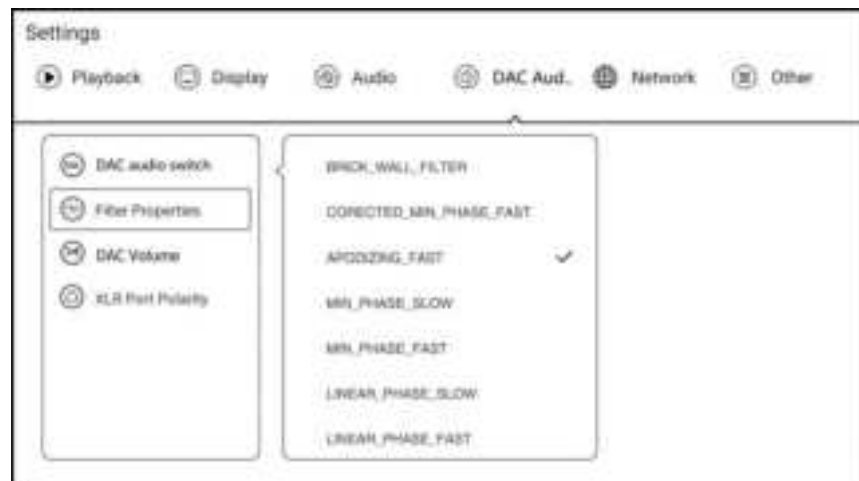 Settings
Playback Display Audio DAC Aud.. Network Other
DAC audio switch
Filter Properties
DAC Volume
XLR Port Polarity
BRICK_WALL_FILTER
CORECTED_MIN_PHASE_FAST
APODIZING_FAST
MIN_PHASE_SLOW
MIN_PHASE_FAST
LINEAR_PHASE_SLOW
LINEAR_PHASE_FAST